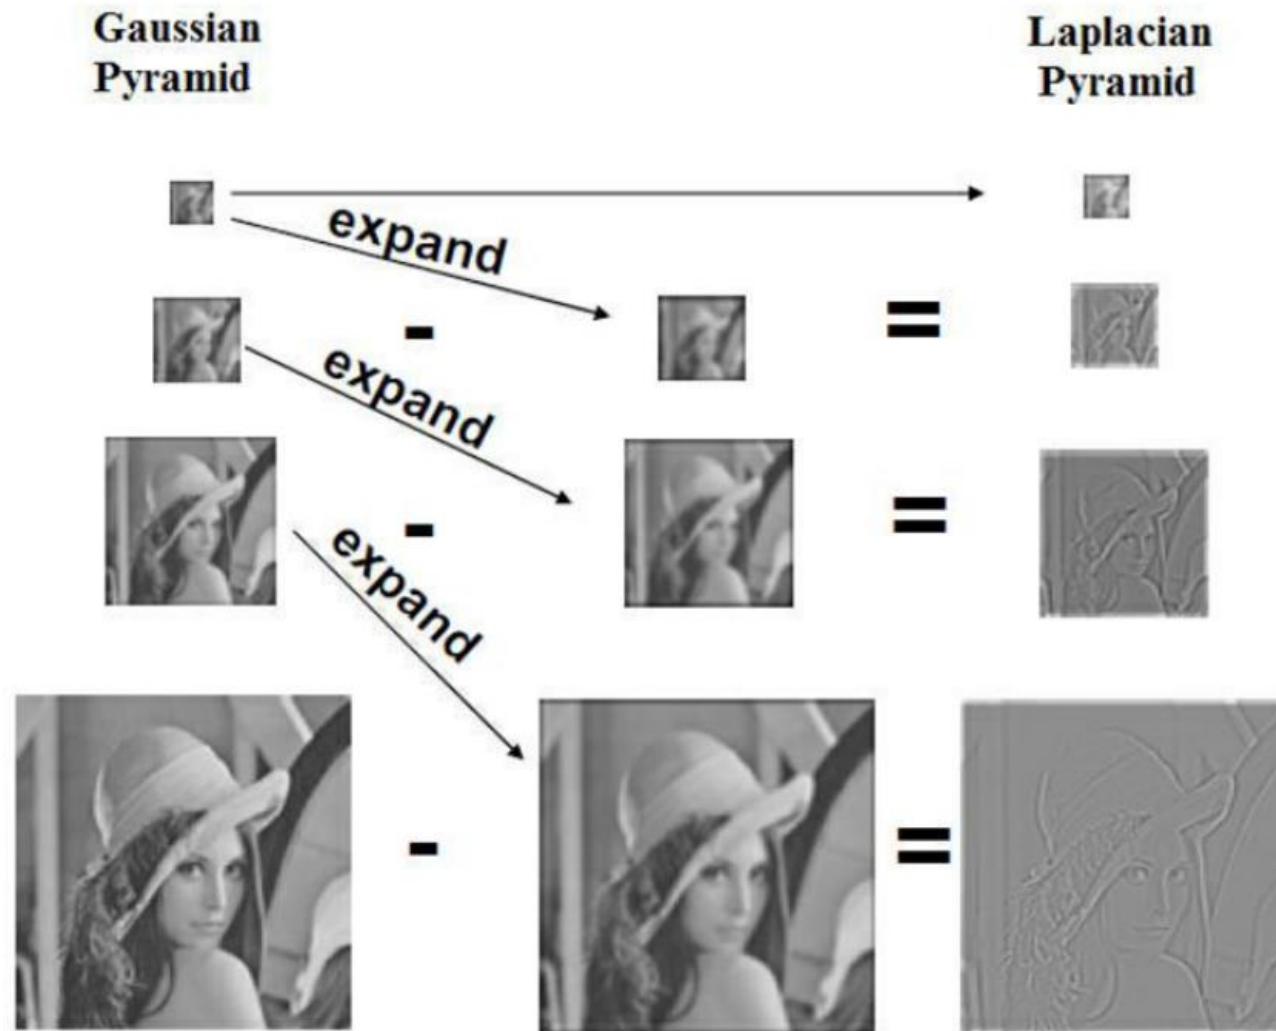 Gaussian
Pyramid
Laplacian
Pyramid
expand
-
=
expand
-
=
expand
-
=